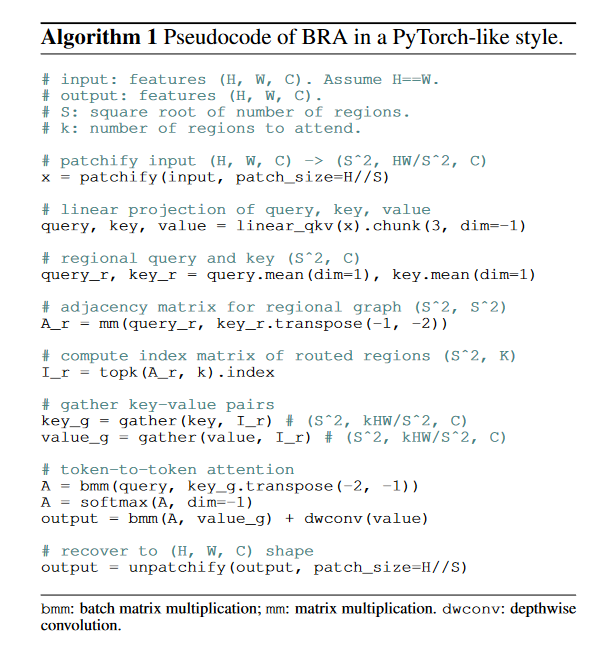 Algorithm 1 Pseudocode of BRA in a PyTorch-like style.
# input: features (H, W, C). Assume H==W.
# output: features (H, W, C).
# S: square root of number of regions.
# k: number of regions to attend.
# patchify input (H, W, C) -> (S^2, HW/S^2, C)
x = patchify(input, patch_size=H//S)
# linear projection of query, key, value
query, key, value = linear_qkv(x).chunk(3, dim=-1)
# regional query and key (S^2, C)
query_r, key_r = query.mean(dim=1), key.mean(dim=1)
# adjacency matrix for regional graph (S^2, S^2)
A_r = mm(query_r, key_r.transpose(-1, -2))
# compute index matrix of routed regions (S^2, K)
I_r = topk(A_r, k).index
# gather key-value pairs
key_g = gather(key, I_r) # (S^2, kHW/S^2, C)
value_g = gather(value, I_r) # (S^2, kHW/S^2, C)
# token-to-token attention
A = bmm(query, key_g.transpose(-2, -1))
A = softmax(A, dim=-1)
output = bmm(A, value_g) + dwconv(value)
# recover to (H, W, C) shape
output = unpatchify(output, patch_size=H//S)
bmm: batch matrix multiplication; mm: matrix multiplication. dwconv: depthwise
convolution.